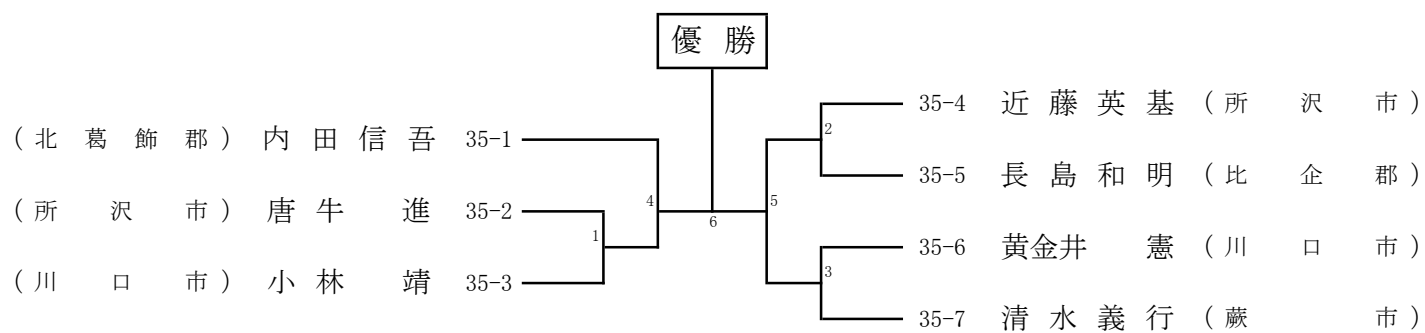 優勝
(北葛飾郡) 内田信吾 35-1
(所沢市) 唐牛進 35-2
(川口市) 小林靖 35-3
35-4 近藤英基 (所沢市)
35-5 長島和明 (比企郡)
35-6 黄金井憲 (川口市)
35-7 清水義行 (蕨市)
1
4
6
5
2
3